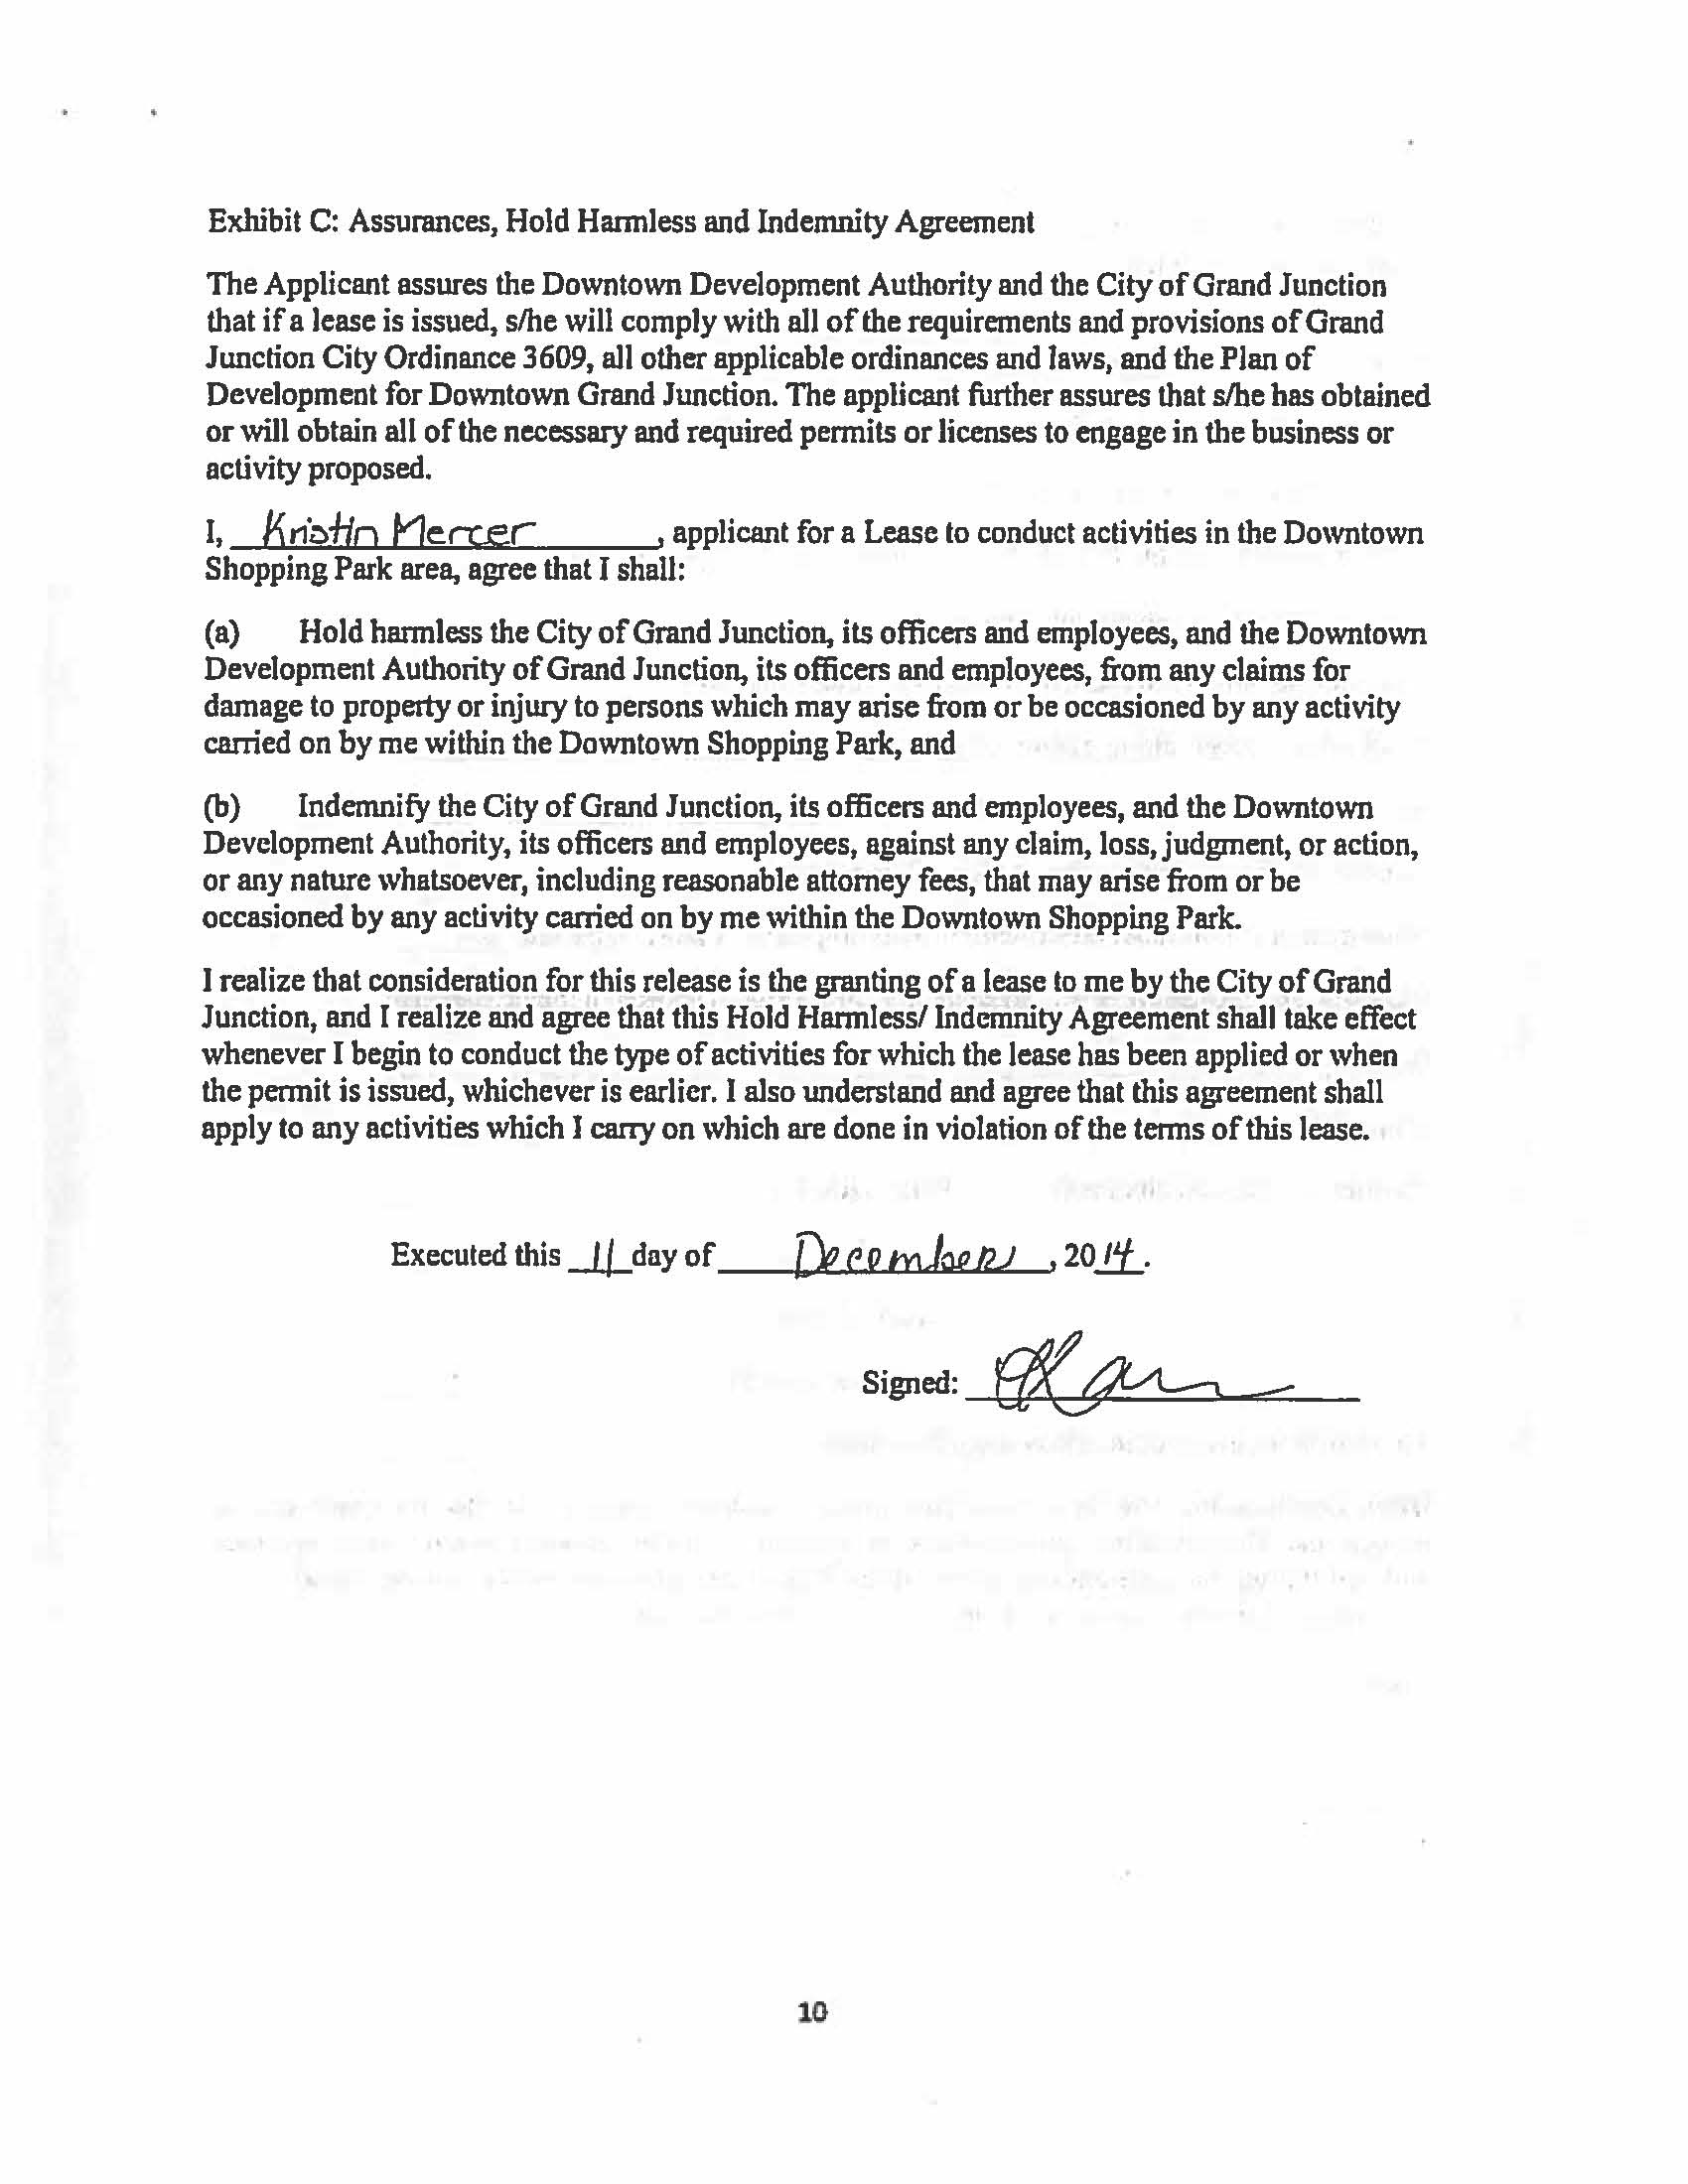 Exhibit C: Assurances, Hold Harmless and Indemnity Agreement
The Applicant assures the Downtown Development Authority and the City of Grand Junction
that if a lease is issued, s/he will comply with all of the requirements and provisions of Grand
Junction City Ordinance 3609, all other applicable ordinances and laws, and the Plan of
Development for Downtown Grand Junction. The applicant further assures that s/he has obtained
or will obtain all of the necessary and required permits or licenses to engage in the business or
activity proposed.
I, Kristin Mercer, applicant for a Lease to conduct activities in the Downtown
Shopping Park area, agree that I shall:
(a) Hold harmless the City of Grand Junction, its officers and employees, and the Downtown
Development Authority of Grand Junction, its officers and employees, from any claims for
damage to property or injury to persons which may arise from or be occasioned by any activity
carried on by me within the Downtown Shopping Park, and
(b) Indemnify the City of Grand Junction, its officers and employees, and the Downtown
Development Authority, its officers and employees, against any claim, loss, judgment, or action,
or any nature whatsoever, including reasonable attorney fees, that may arise from or be
occasioned by any activity carried on by me within the Downtown Shopping Park.
I realize that consideration for this release is the granting of a lease to me by the City of Grand
Junction, and I realize and agree that this Hold Harmless/ Indemnity Agreement shall take effect
whenever I begin to conduct the type of activities for which the lease has been applied or when
the permit is issued, whichever is earlier. I also understand and agree that this agreement shall
apply to any activities which I carry on which are done in violation of the terms of this lease.
Executed this 11 day of December, 2014.
Signed:
10